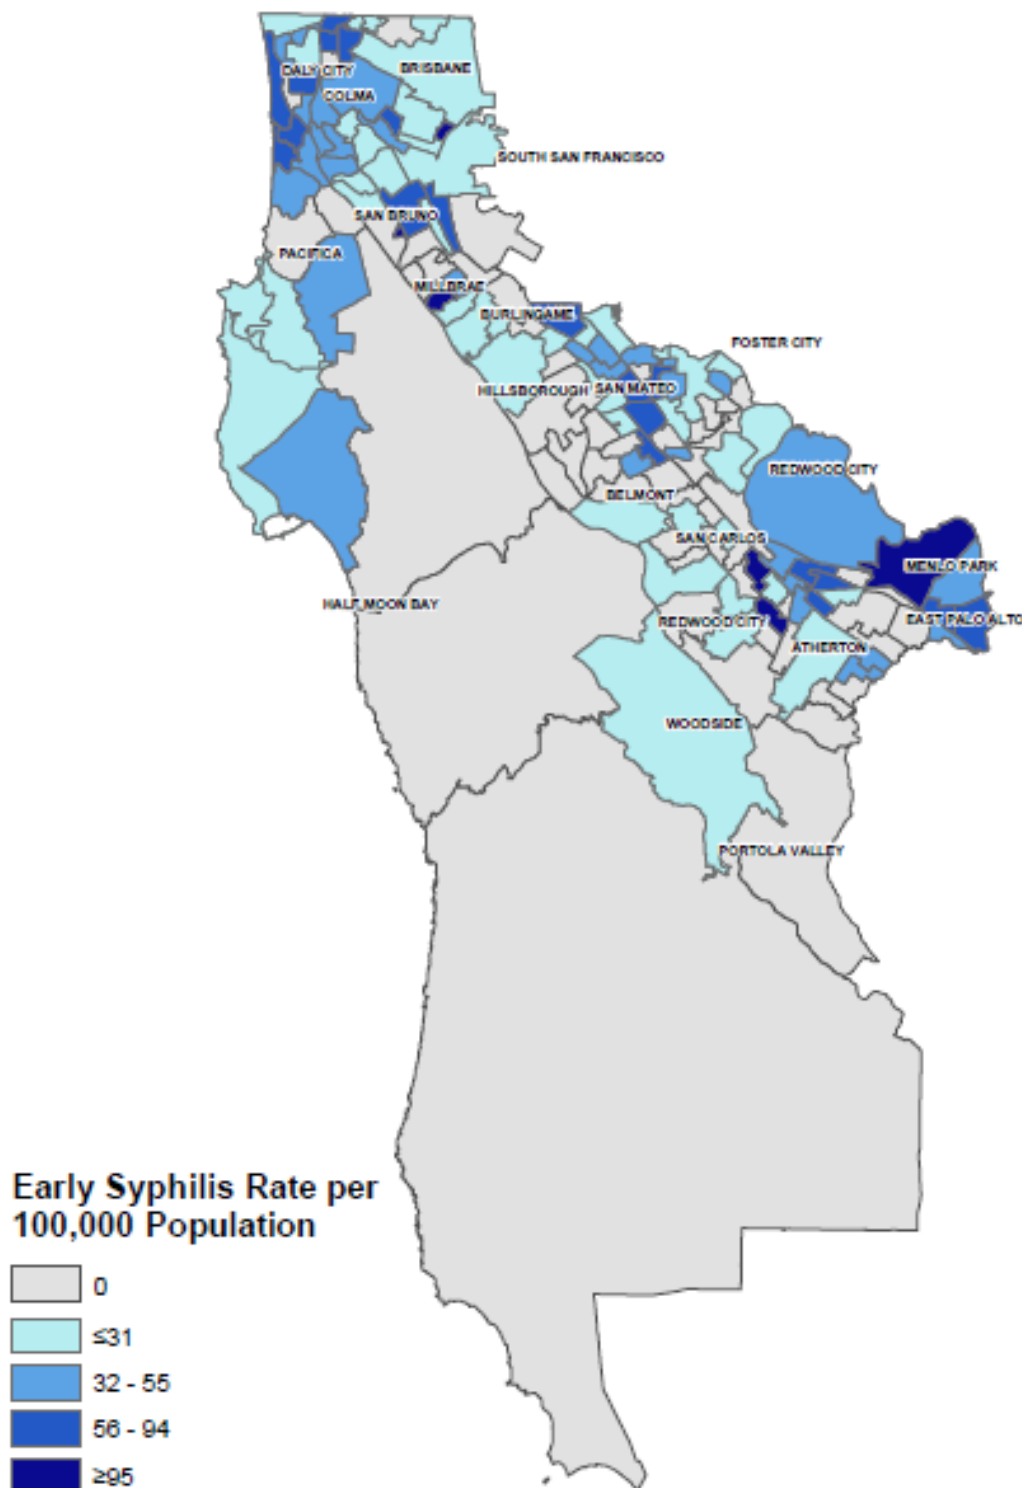 DALY CITY
BRISBANE
COLMA
SOUTH SAN FRANCISCO
SAN BRUNO
PACIFICA
MILLBRAE
BURLINGAME
FOSTER CITY
HILLSBOROUGH
SAN MATEO
REDWOOD CITY
BELMONT
SAN CARLOS
MENLO PARK
HALF MOON BAY
REDWOOD CITY
EAST PALO ALTO
ATHERTON
WOODSIDE
PORTOLA VALLEY
Early Syphilis Rate per
100,000 Population
0
≤31
32 - 55
56 - 94
≥95